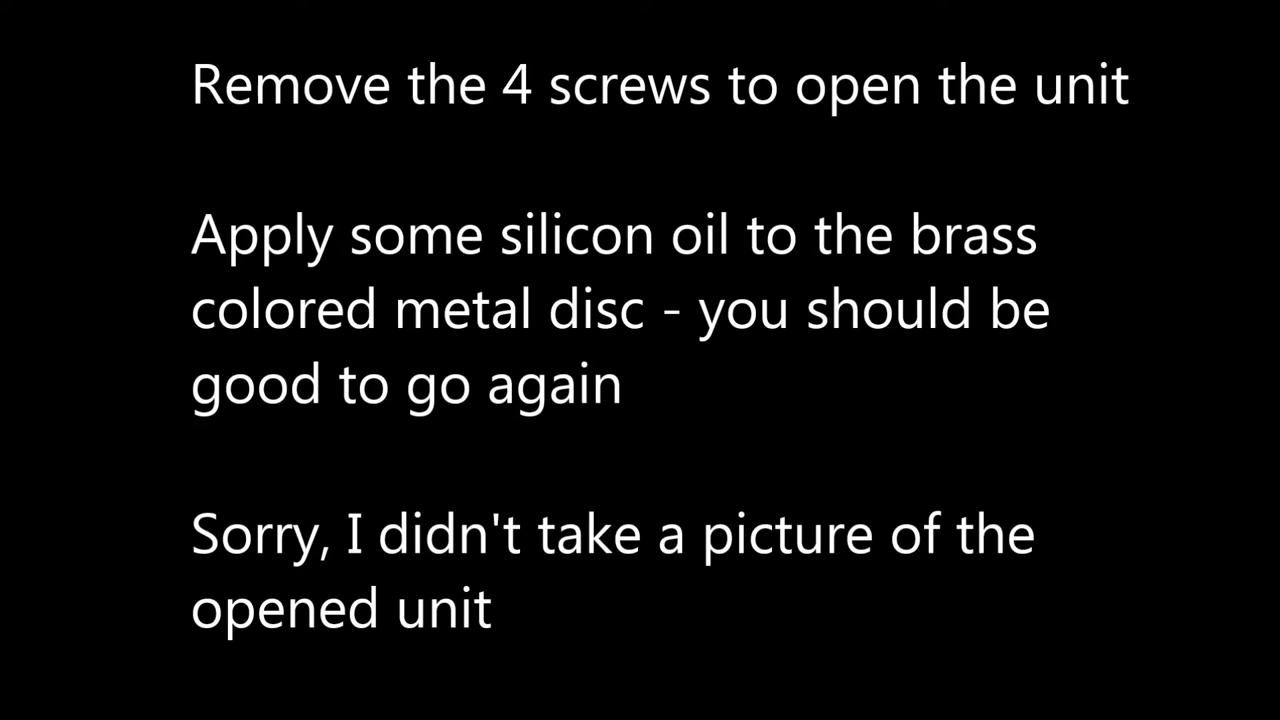 Remove the 4 screws to open the unit
Apply some silicon oil to the brass
colored metal disc - you should be
good to go again
Sorry, I didn't take a picture of the
opened unit